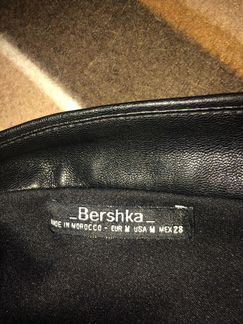 _Bershka_
MADE IN MOROCCO - EUR M USA M MEX 28